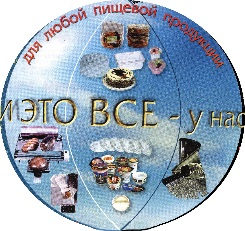 для любой пищевой продукции
И ЭТО ВСЕ - у нас